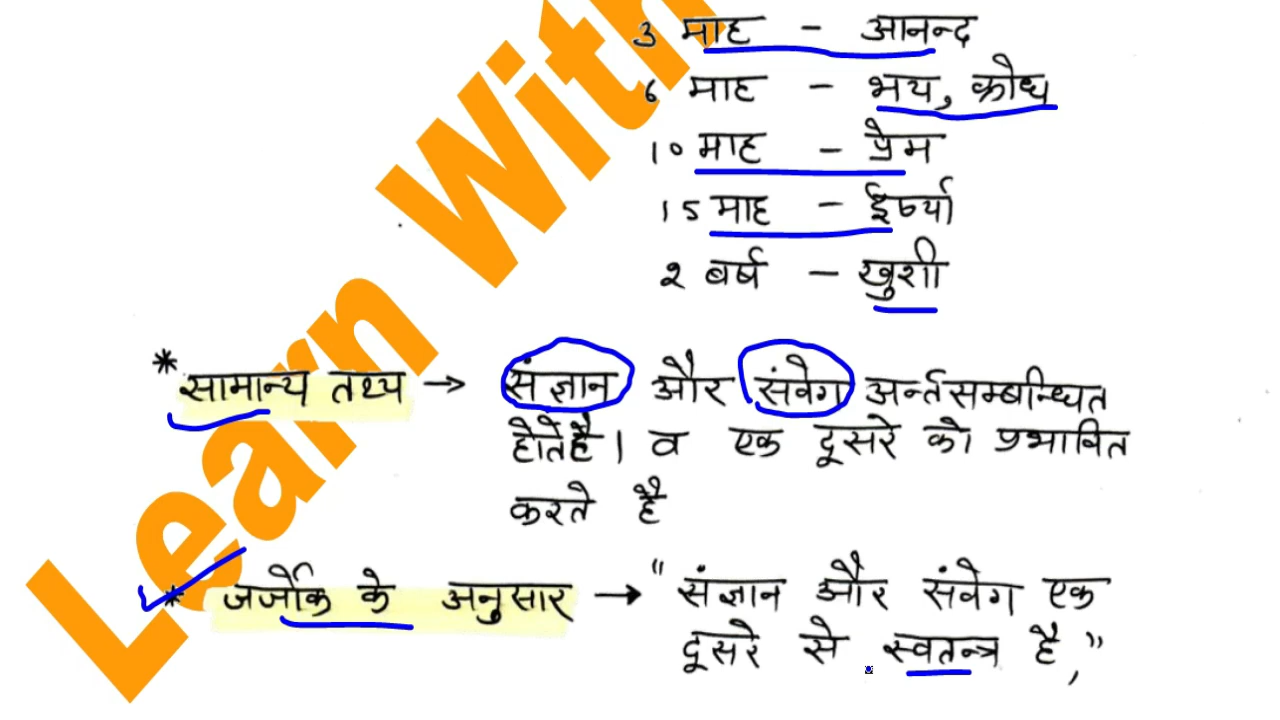 3 माह - आनन्द
6 माह - भय, क्रोध
10 माह - प्रेम
15 माह - ईर्ष्या
2 बर्ष - खुशी
* सामान्य तथ्य → संज्ञान और संवेग अर्न्तसम्बन्धित
होते है। व एक दूसरे को प्रभावित
करते है
* जर्जोक के अनुसार → "संज्ञान और संवेग एक
दूसरे से स्वतन्त्र है,"
Learn With